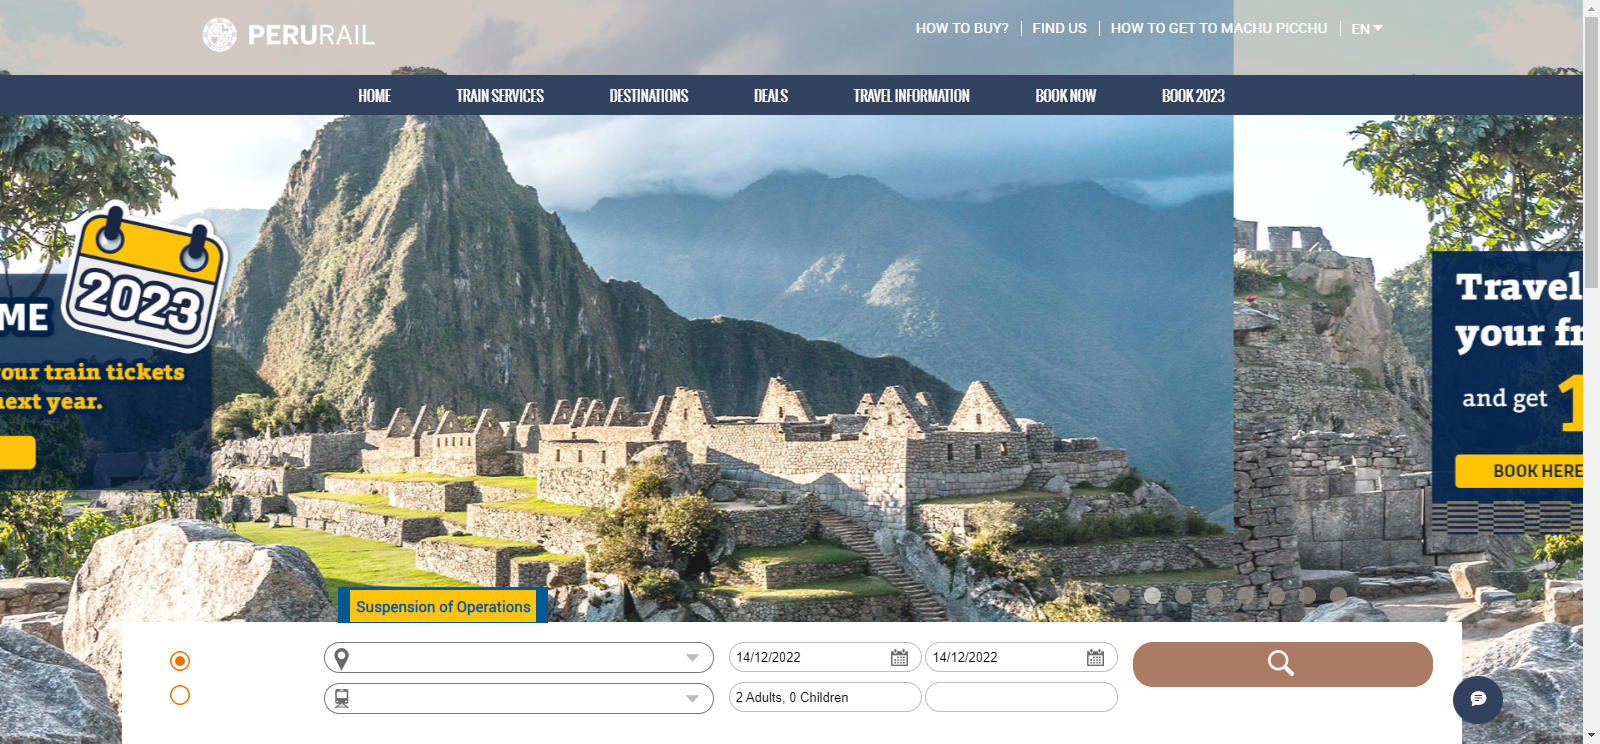 PERURAIL
HOW TO BUY?
FIND US
HOW TO GET TO MACHU PICCHU
EN
HOME
TRAIN SERVICES
DESTINATIONS
DEALS
TRAVEL INFORMATION
BOOK NOW
BOOK 2023
2023
ME
our train tickets
next year.
Travel
your fr
and get 1
BOOK HERE
Suspension of Operations
14/12/2022
14/12/2022
2 Adults, 0 Children